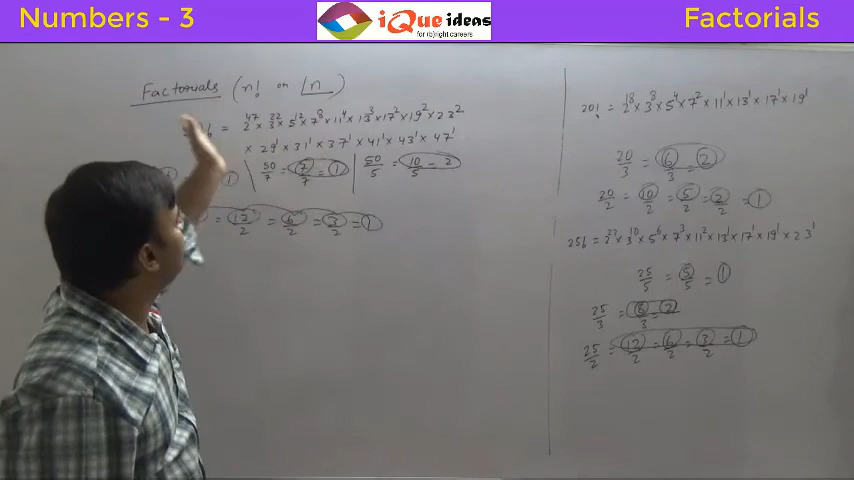 Numbers - 3
iQue ideas
for (b)right careers
Factorials
Factorials (n! or |n)
= 2^47 × 3^22 × 5^12 × 7^8 × 11^4 × 13^3 × 17^2 × 19^2 × 23^2
× 29^1 × 31^1 × 37^1 × 41^1 × 43^1 × 47^1
1 | 50/7 = 7/7 = 1 | 50/5 = 10/5 = 2
= 12/2 = 6/2 = 3/2 = 1
20! = 2^18 × 3^8 × 5^4 × 7^2 × 11^1 × 13^1 × 17^1 × 19^1
20/3 = 6/3 = 2
20/2 = 10/2 = 5/2 = 2/2 = 1
25! = 2^22 × 3^10 × 5^6 × 7^3 × 11^2 × 13^1 × 17^1 × 19^1 × 23^1
25/5 = 5/5 = 1
25/3 = 8/3 = 2
25/2 = 12/2 = 6/2 = 3/2 = 1